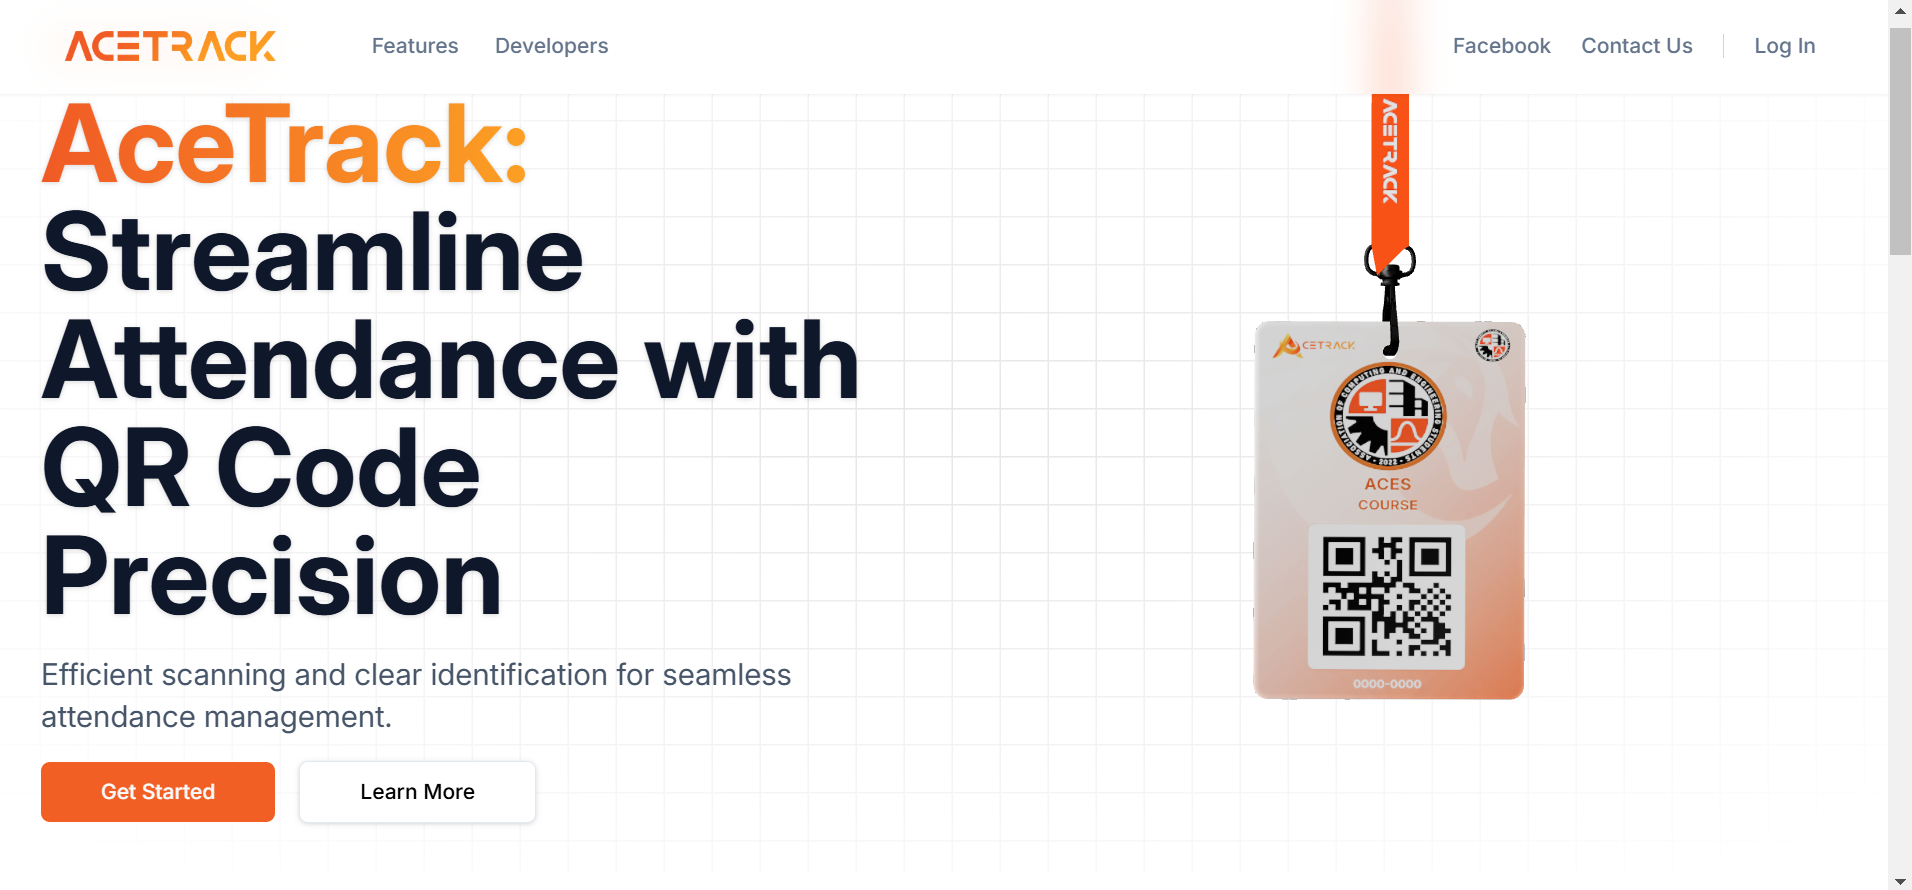 ACETRACK
Features
Developers
Facebook
Contact Us
Log In
AceTrack:
Streamline
Attendance with
QR Code
Precision
Efficient scanning and clear identification for seamless
attendance management.
Get Started
Learn More
ACETRACK
CETRACK
ASSOCIATION OF COMPUTING AND ENGINEERING STUDENTS
- 2022 -
ACES
COURSE
0000-0000